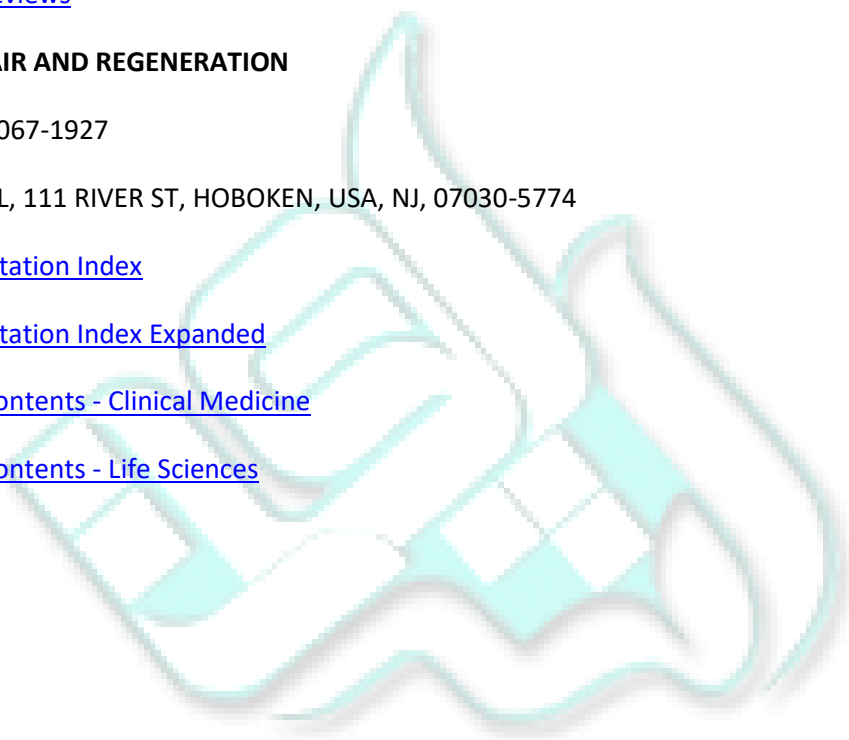 eviews
AIR AND REGENERATION
067-1927
L, 111 RIVER ST, HOBOKEN, USA, NJ, 07030-5774
tation Index
tation Index Expanded
ontents - Clinical Medicine
ontents - Life Sciences